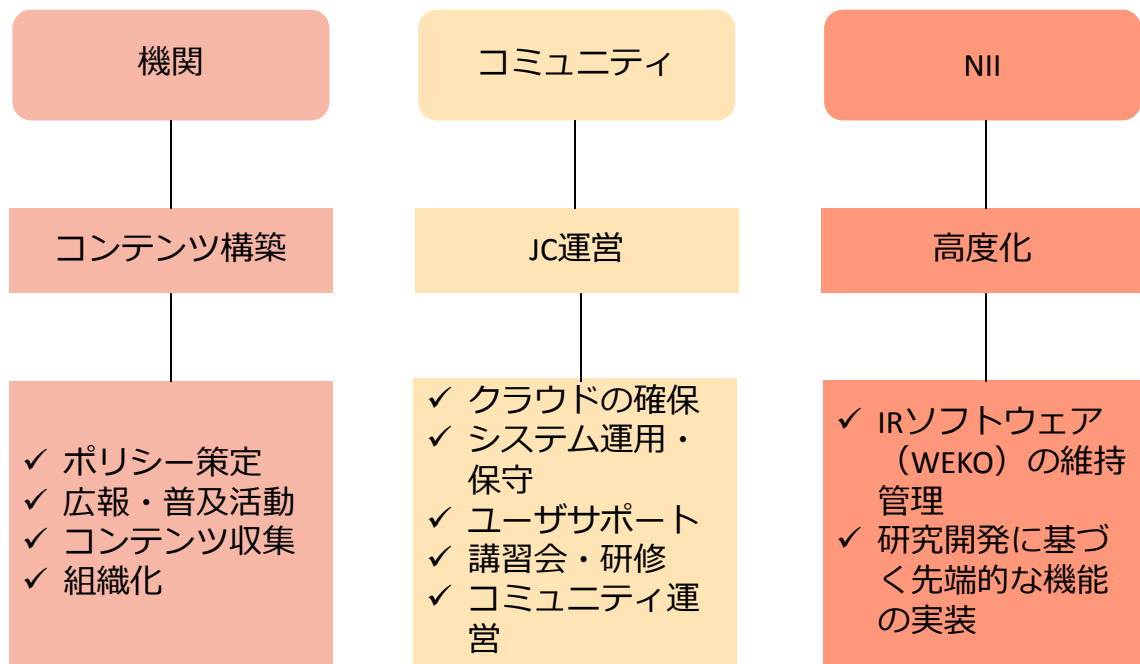 機関
コンテンツ構築
✓ ポリシー策定
✓ 広報・普及活動
✓ コンテンツ収集
✓ 組織化
コミュニティ
JC運営
✓ クラウドの確保
✓ システム運用・
保守
✓ ユーザサポート
✓ 講習会・研修
✓ コミュニティ運
営
NII
高度化
✓ IRソフトウェア
（WEKO）の維持
管理
✓ 研究開発に基づ
く先端的な機能
の実装